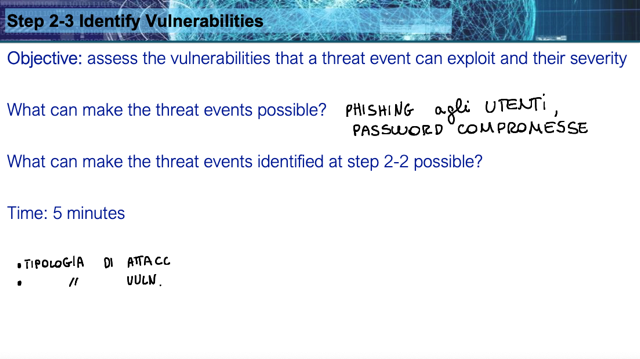 Step 2-3 Identify Vulnerabilities
Objective: assess the vulnerabilities that a threat event can exploit and their severity
What can make the threat events possible? PHISHING agli UTENTI,
PASSWORD COMPROMESSE
What can make the threat events identified at step 2-2 possible?
Time: 5 minutes
• TIPOLOGIA DI ATTACC
• // VULN.